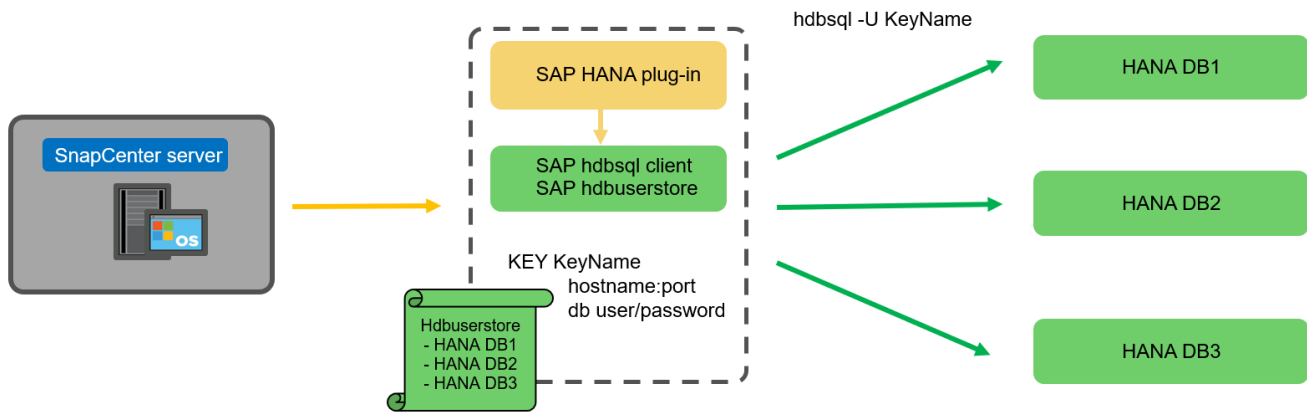 hdbsql -U KeyName
SAP HANA plug-in
HANA DB1
SnapCenter server
SAP hdbsql client
SAP hdbuserstore
OS
HANA DB2
KEY KeyName
hostname:port
db user/password
Hdbuserstore
- HANA DB1
- HANA DB2
- HANA DB3
HANA DB3